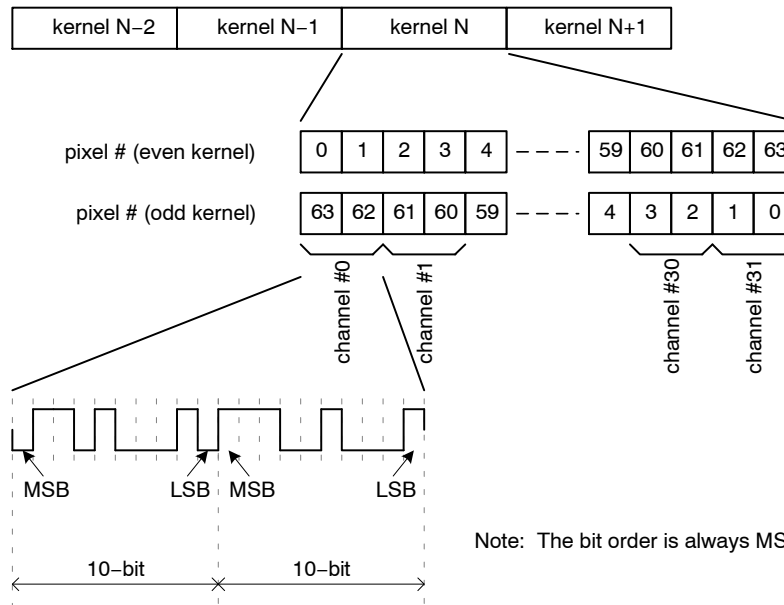 kernel N−2 kernel N−1 kernel N kernel N+1
pixel # (even kernel) 0 1 2 3 4 59 60 61 62 63
pixel # (odd kernel) 63 62 61 60 59 4 3 2 1 0
channel #0
channel #1
channel #30
channel #31
MSB LSB MSB LSB
Note: The bit order is always MS
10−bit 10−bit